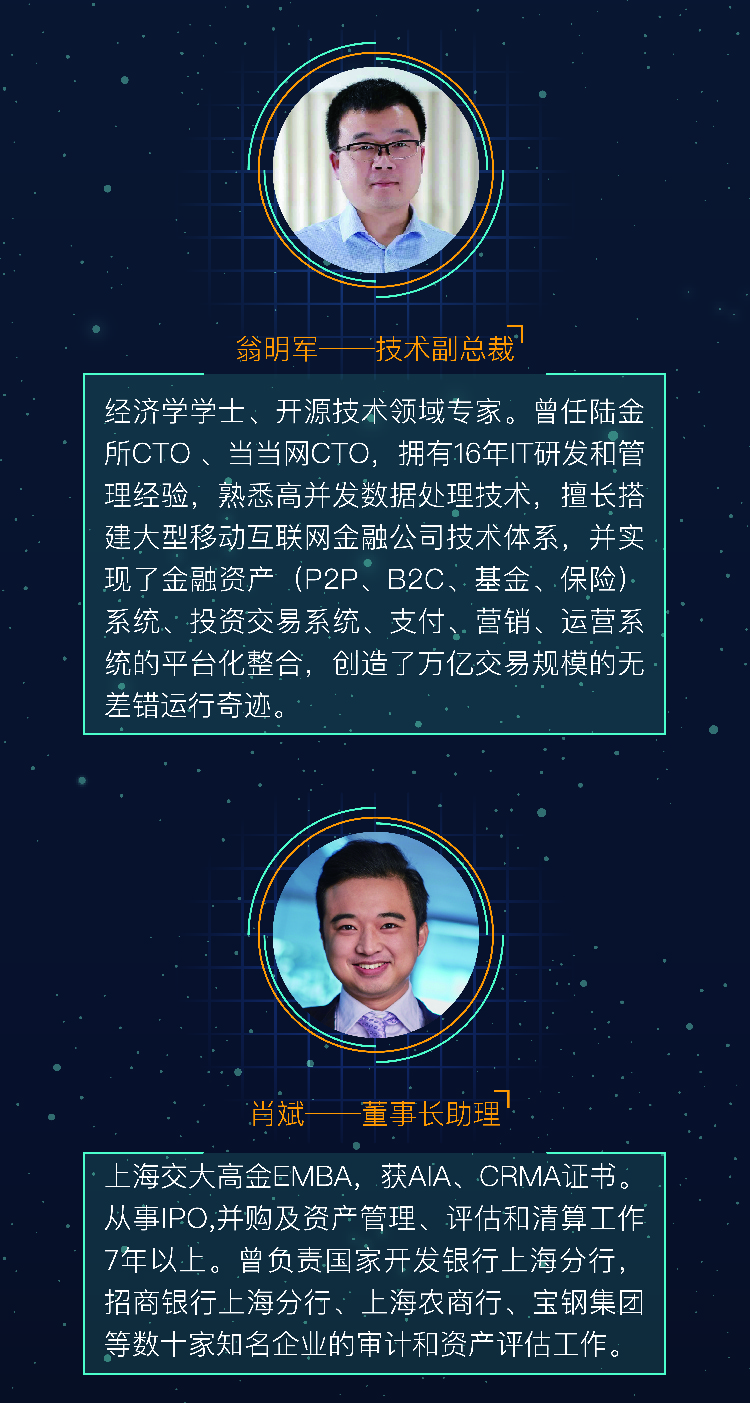 翁明军——技术副总裁
经济学学士、开源技术领域专家。曾任陆金
所CTO 、当当网CTO，拥有16年IT研发和管
理经验，熟悉高并发数据处理技术，擅长搭
建大型移动互联网金融公司技术体系，并实
现了金融资产（P2P、B2C、基金、保险）
系统、投资交易系统、支付、营销、运营系
统的平台化整合，创造了万亿交易规模的无
差错运行奇迹。
肖斌——董事长助理
上海交大高金EMBA，获AIA、CRMA证书。
从事IPO,并购及资产管理、评估和清算工作
7年以上。曾负责国家开发银行上海分行，
招商银行上海分行、上海农商行、宝钢集团
等数十家知名企业的审计和资产评估工作。